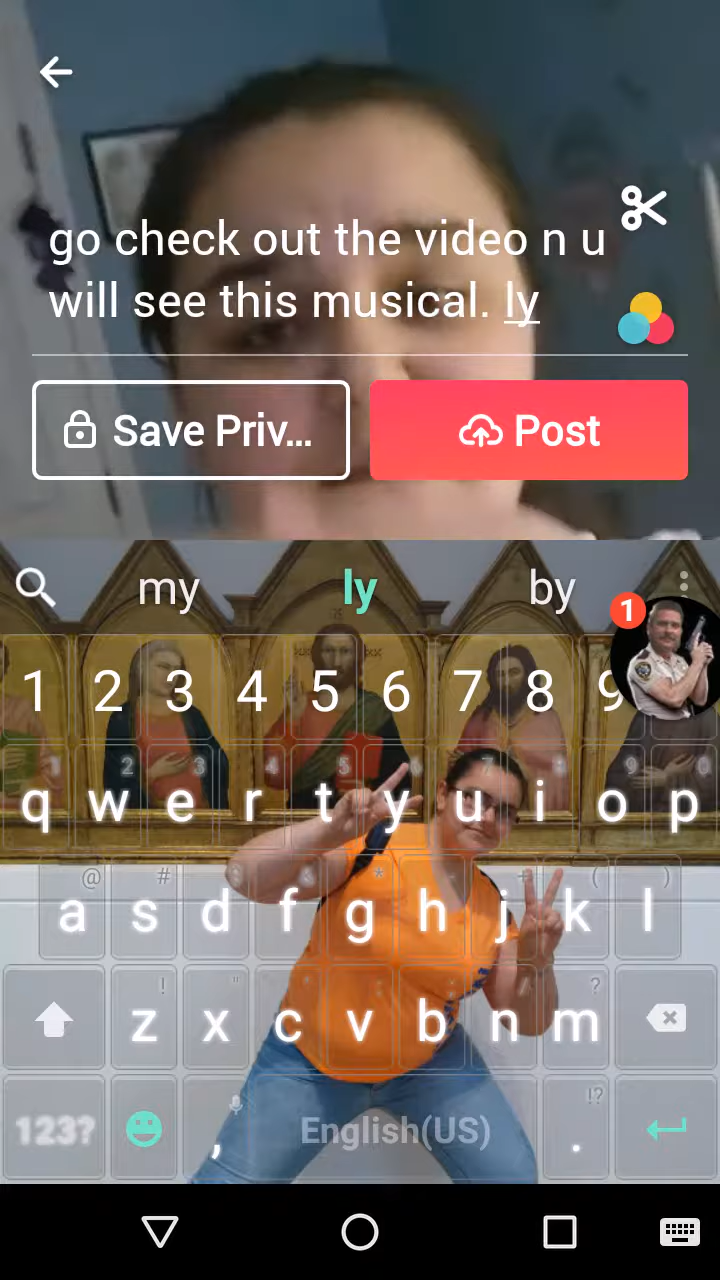 go check out the video n u
will see this musical. ly
Save Priv...
Post
my ly by
1
1 2 3 4 5 6 7 8 9
q w e r t y u i o p
@ # & * - + ( )
a s d f g h j k l
! " ' : ; / ?
z x c v b n m
!?
123? , English(US) .